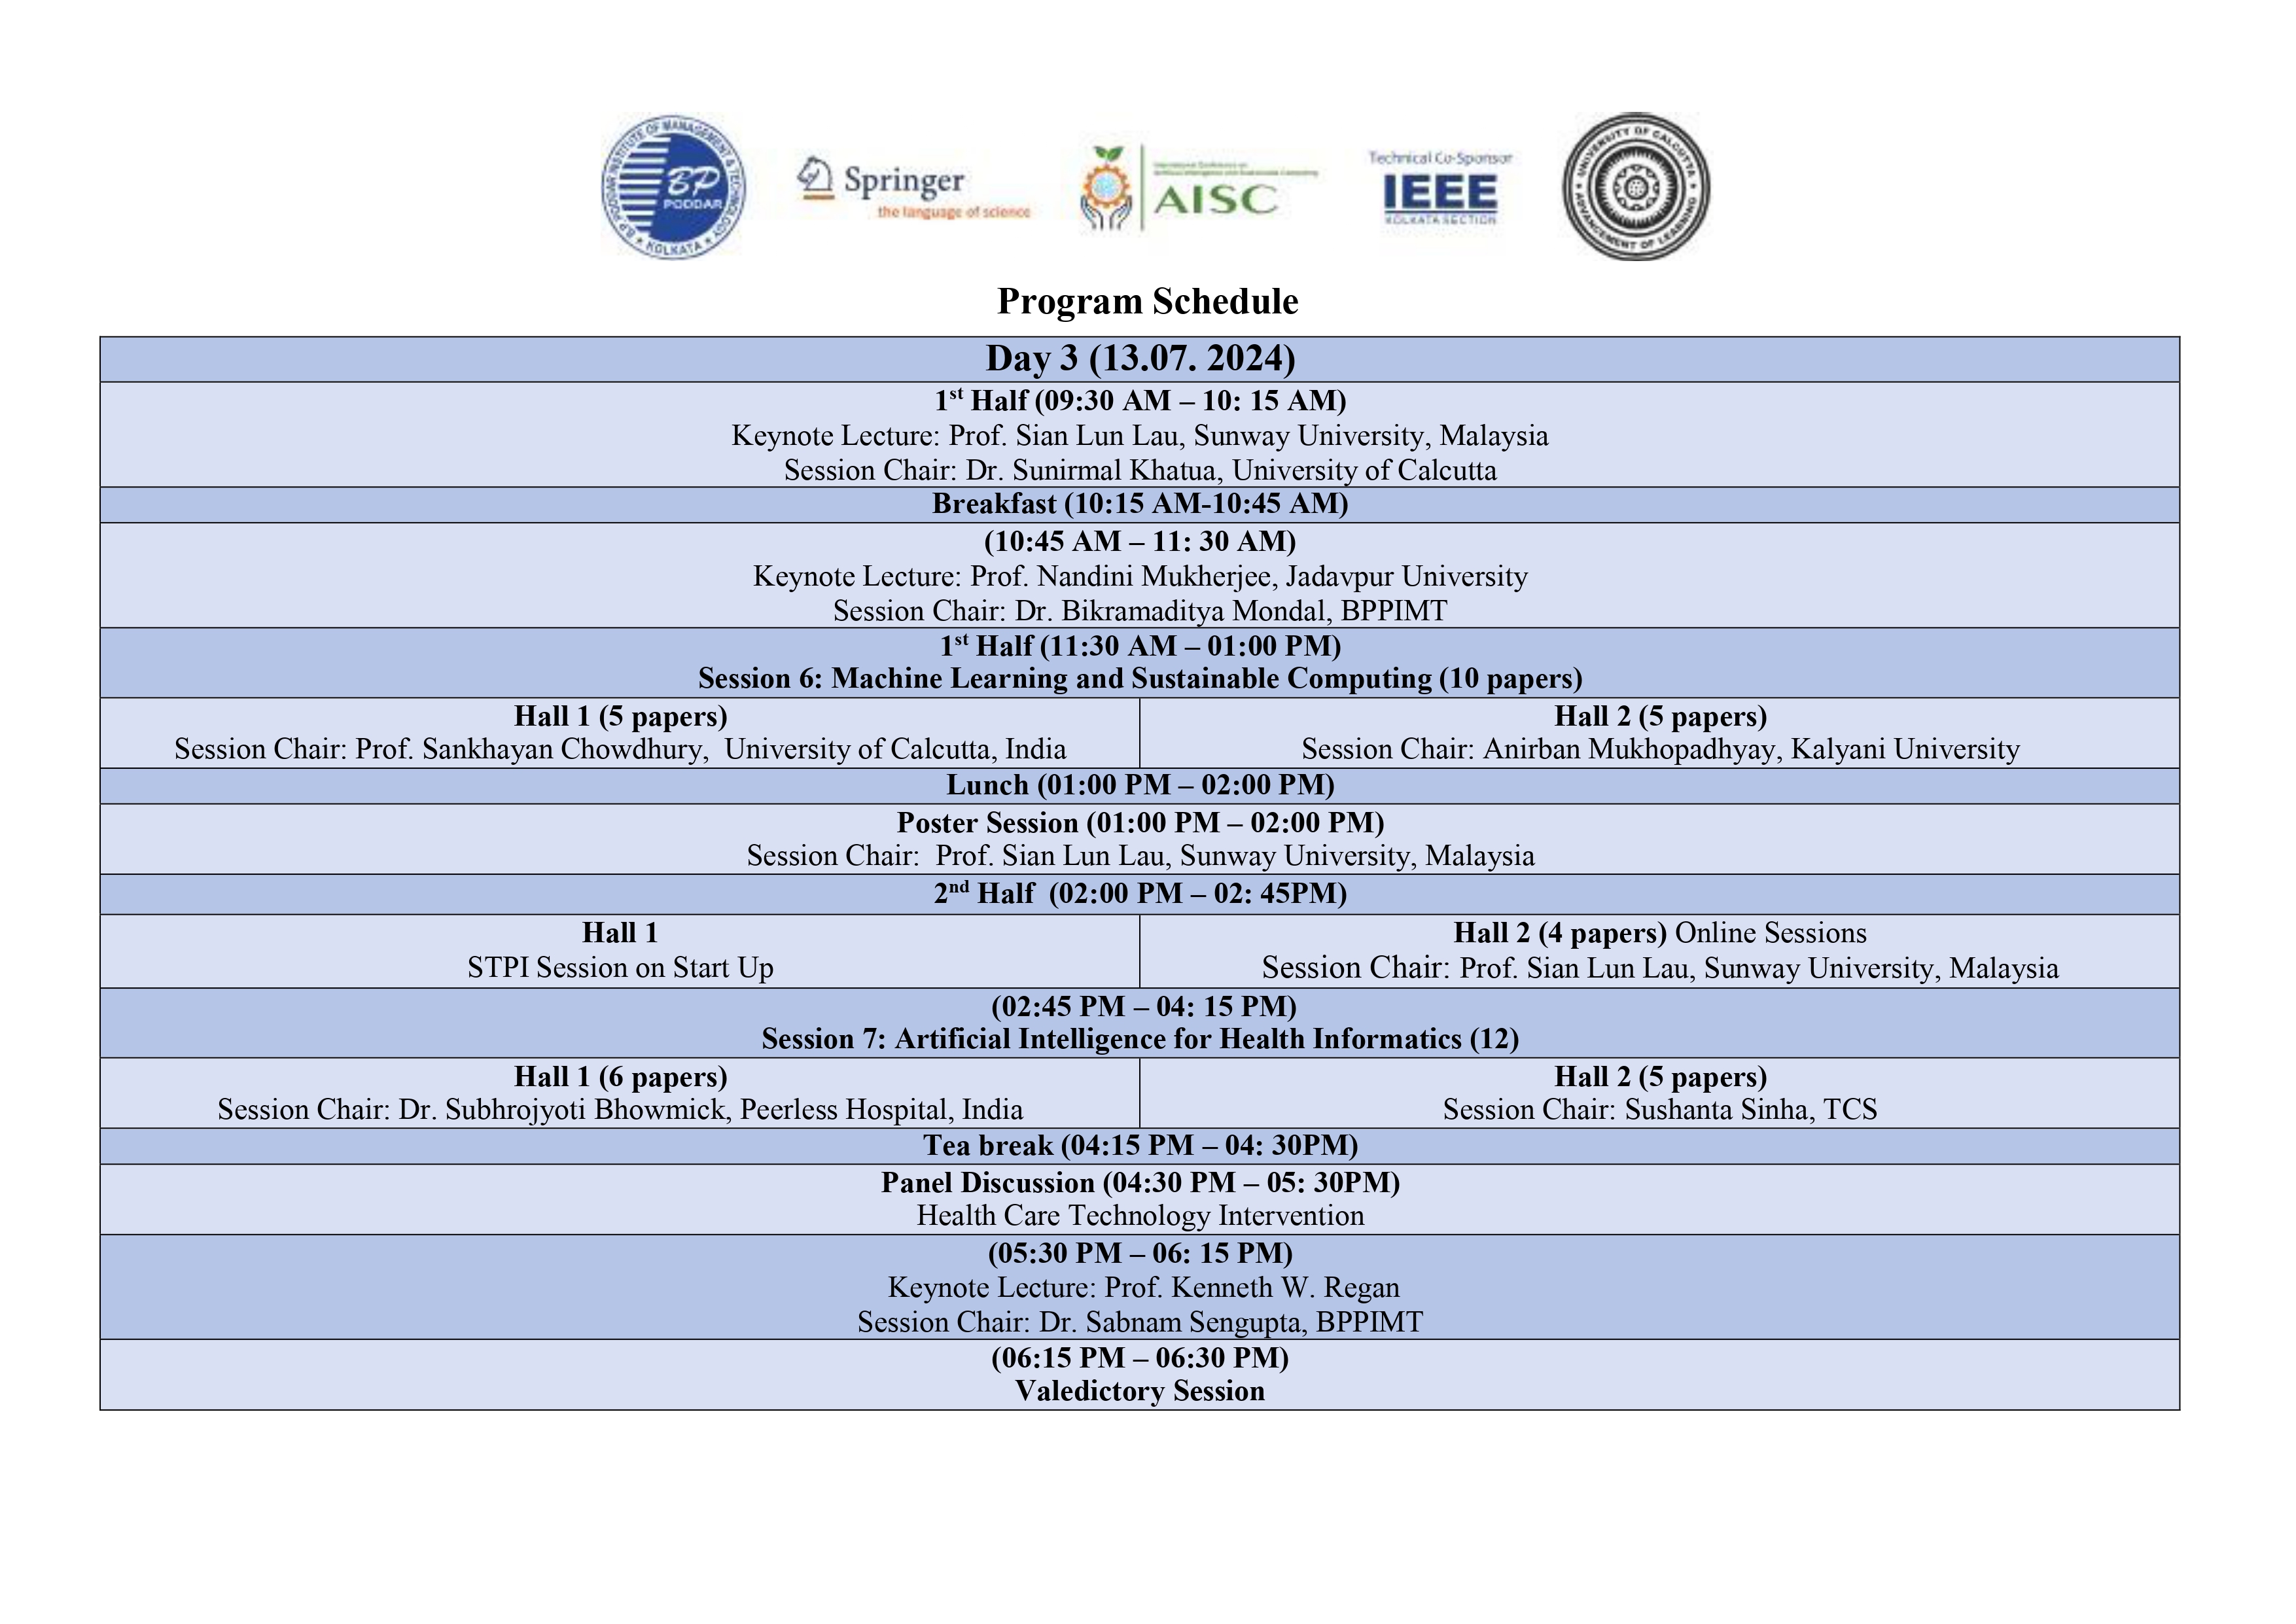 B.P. PODDAR INSTITUTE OF MANAGEMENT & TECHNOLOGY
BP
PODDAR
★ KOLKATA ★
Springer
the language of science
International Conference on
Artificial Intelligence and Sustainable Computing
AISC
Technical Co-Sponsor
IEEE
KOLKATA SECTION
UNIVERSITY OF CALCUTTA
ADVANCEMENT OF LEARNING
Program Schedule
Day 3 (13.07. 2024)
1st Half (09:30 AM – 10: 15 AM)
Keynote Lecture: Prof. Sian Lun Lau, Sunway University, Malaysia
Session Chair: Dr. Sunirmal Khatua, University of Calcutta
Breakfast (10:15 AM-10:45 AM)
(10:45 AM – 11: 30 AM)
Keynote Lecture: Prof. Nandini Mukherjee, Jadavpur University
Session Chair: Dr. Bikramaditya Mondal, BPPIMT
1st Half (11:30 AM – 01:00 PM)
Session 6: Machine Learning and Sustainable Computing (10 papers)
Hall 1 (5 papers)
Session Chair: Prof. Sankhayan Chowdhury, University of Calcutta, India
Hall 2 (5 papers)
Session Chair: Anirban Mukhopadhyay, Kalyani University
Lunch (01:00 PM – 02:00 PM)
Poster Session (01:00 PM – 02:00 PM)
Session Chair: Prof. Sian Lun Lau, Sunway University, Malaysia
2nd Half (02:00 PM – 02: 45PM)
Hall 1
STPI Session on Start Up
Hall 2 (4 papers) Online Sessions
Session Chair: Prof. Sian Lun Lau, Sunway University, Malaysia
(02:45 PM – 04: 15 PM)
Session 7: Artificial Intelligence for Health Informatics (12)
Hall 1 (6 papers)
Session Chair: Dr. Subhrojyoti Bhowmick, Peerless Hospital, India
Hall 2 (5 papers)
Session Chair: Sushanta Sinha, TCS
Tea break (04:15 PM – 04: 30PM)
Panel Discussion (04:30 PM – 05: 30PM)
Health Care Technology Intervention
(05:30 PM – 06: 15 PM)
Keynote Lecture: Prof. Kenneth W. Regan
Session Chair: Dr. Sabnam Sengupta, BPPIMT
(06:15 PM – 06:30 PM)
Valedictory Session